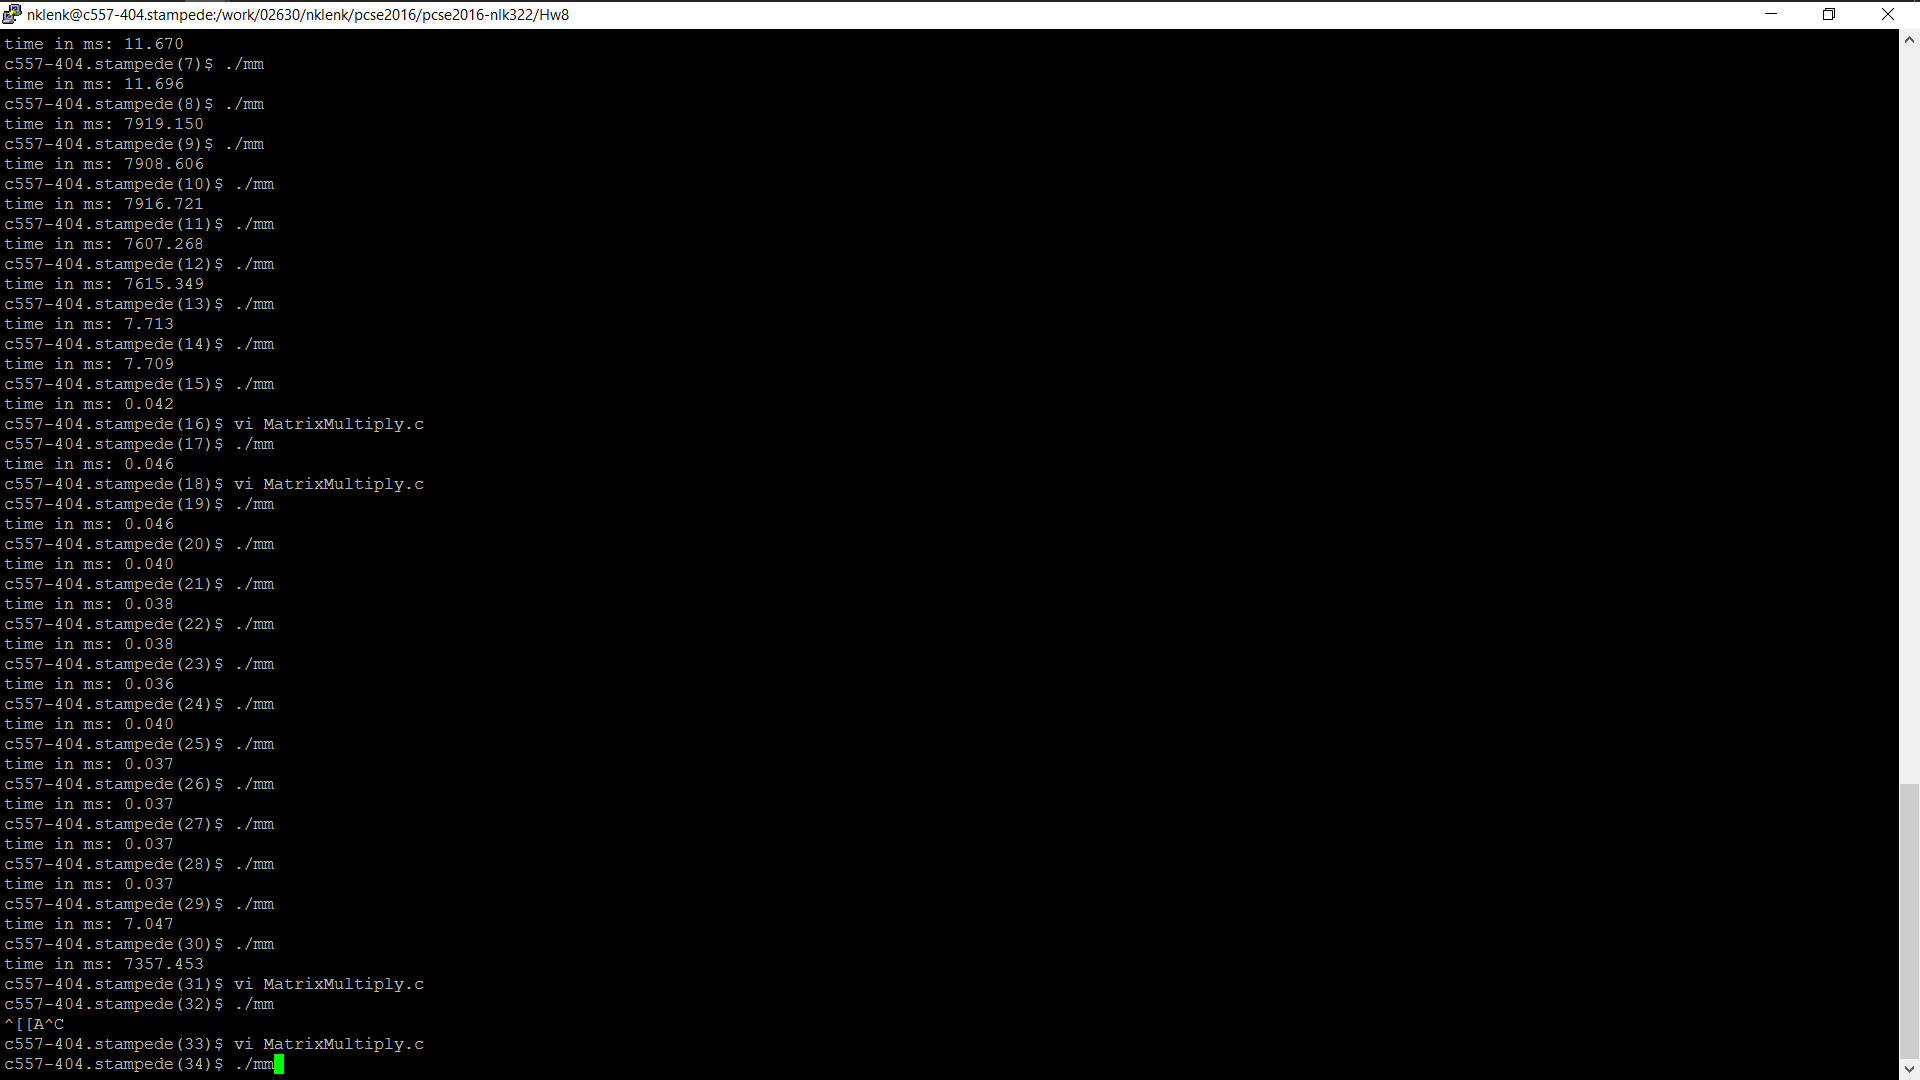 nklenk@c557-404.stampede:/work/02630/nklenk/pcse2016/pcse2016-nlk322/Hw8
time in ms: 11.670
c557-404.stampede(7)$ ./mm
time in ms: 11.696
c557-404.stampede(8)$ ./mm
time in ms: 7919.150
c557-404.stampede(9)$ ./mm
time in ms: 7908.606
c557-404.stampede(10)$ ./mm
time in ms: 7916.721
c557-404.stampede(11)$ ./mm
time in ms: 7607.268
c557-404.stampede(12)$ ./mm
time in ms: 7615.349
c557-404.stampede(13)$ ./mm
time in ms: 7.713
c557-404.stampede(14)$ ./mm
time in ms: 7.709
c557-404.stampede(15)$ ./mm
time in ms: 0.042
c557-404.stampede(16)$ vi MatrixMultiply.c
c557-404.stampede(17)$ ./mm
time in ms: 0.046
c557-404.stampede(18)$ vi MatrixMultiply.c
c557-404.stampede(19)$ ./mm
time in ms: 0.046
c557-404.stampede(20)$ ./mm
time in ms: 0.040
c557-404.stampede(21)$ ./mm
time in ms: 0.038
c557-404.stampede(22)$ ./mm
time in ms: 0.038
c557-404.stampede(23)$ ./mm
time in ms: 0.036
c557-404.stampede(24)$ ./mm
time in ms: 0.040
c557-404.stampede(25)$ ./mm
time in ms: 0.037
c557-404.stampede(26)$ ./mm
time in ms: 0.037
c557-404.stampede(27)$ ./mm
time in ms: 0.037
c557-404.stampede(28)$ ./mm
time in ms: 0.037
c557-404.stampede(29)$ ./mm
time in ms: 7.047
c557-404.stampede(30)$ ./mm
time in ms: 7357.453
c557-404.stampede(31)$ vi MatrixMultiply.c
c557-404.stampede(32)$ ./mm
^[[A^C
c557-404.stampede(33)$ vi MatrixMultiply.c
c557-404.stampede(34)$ ./mm